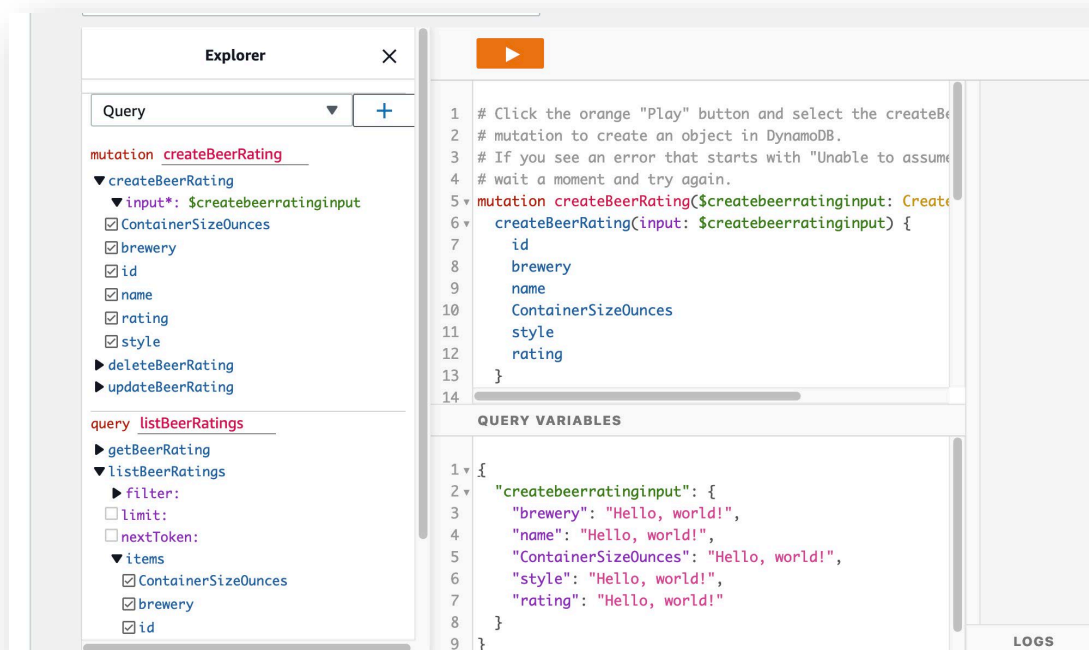 Explorer
Query
mutation createBeerRating
createBeerRating
input*: $createbeerratinginput
ContainerSizeOunces
brewery
id
name
rating
style
deleteBeerRating
updateBeerRating
query listBeerRatings
getBeerRating
listBeerRatings
filter:
limit:
nextToken:
items
ContainerSizeOunces
brewery
id
1 # Click the orange "Play" button and select the createBe
2 # mutation to create an object in DynamoDB.
3 # If you see an error that starts with "Unable to assume
4 # wait a moment and try again.
5 mutation createBeerRating($createbeerratinginput: Create
6 createBeerRating(input: $createbeerratinginput) {
7 id
8 brewery
9 name
10 ContainerSizeOunces
11 style
12 rating
13 }
14
QUERY VARIABLES
1 {
2 "createbeerratinginput": {
3 "brewery": "Hello, world!",
4 "name": "Hello, world!",
5 "ContainerSizeOunces": "Hello, world!",
6 "style": "Hello, world!",
7 "rating": "Hello, world!"
8 }
9 }
LOGS